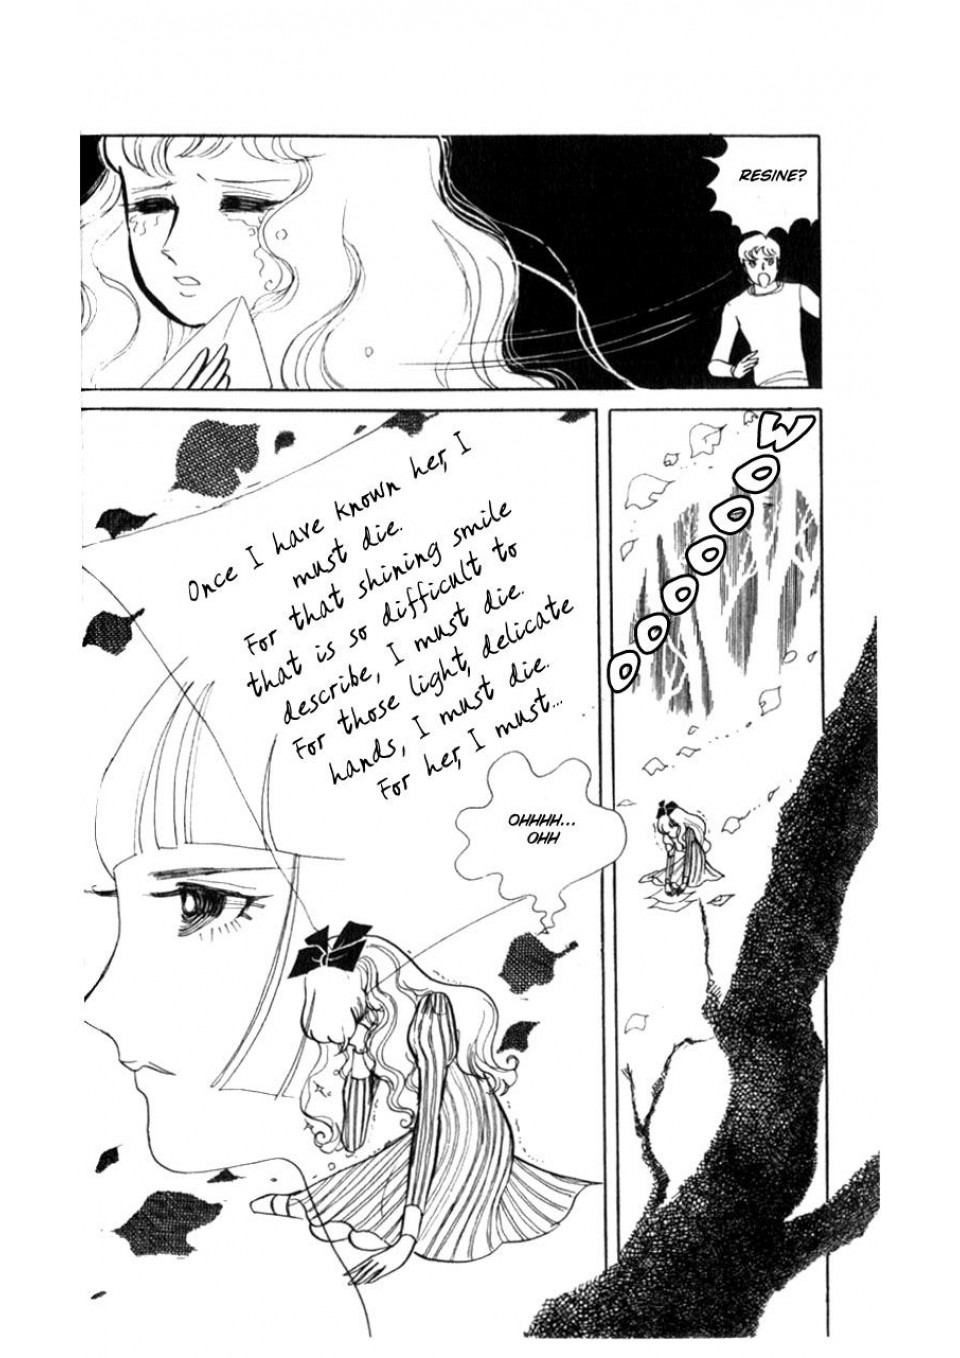 RESINE?
Once I have known her, I
must die.
For that shining smile
that is so difficult to
describe, I must die.
For those light, delicate
hands, I must die.
For her, I must...
OHHHH...
OHH
OOOOOOW